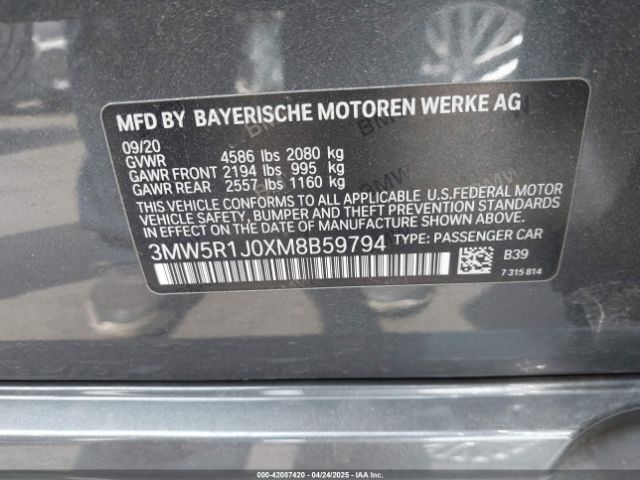 MFD BY BAYERISCHE MOTOREN WERKE AG
09/20
GVWR 4586 lbs 2080 kg
GAWR FRONT 2194 lbs 995 kg
GAWR REAR 2557 lbs 1160 kg
THIS VEHICLE CONFORMS TO ALL APPLICABLE U.S.FEDERAL MOTOR
VEHICLE SAFETY, BUMPER AND THEFT PREVENTION STANDARDS
IN EFFECT ON THE DATE OF MANUFACTURE SHOWN ABOVE.
3MW5R1J0XM8B59794 TYPE: PASSENGER CAR
B39
7 315 814
000-42087420 - 04/24/2025 - IAAI.COM